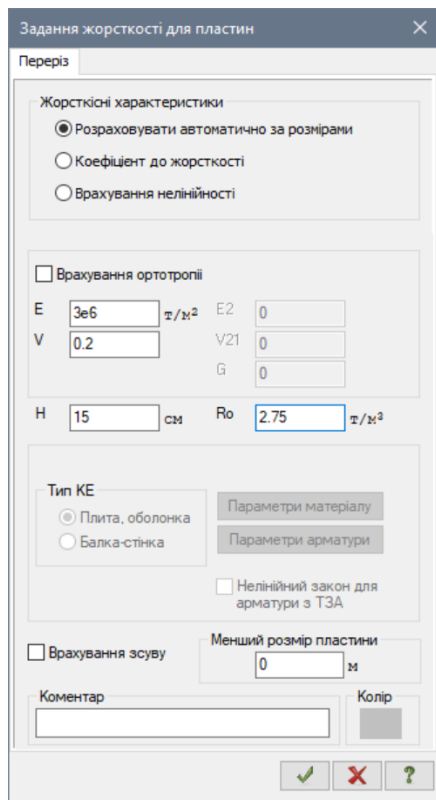 Задання жорсткості для пластин
Переріз
Жорсткісні характеристики
Розраховувати автоматично за розмірами
Коефіцієнт до жорсткості
Врахування нелінійності
Врахування ортотропії
E 3e6 т/м² E2 0
V 0.2 V21 0
G 0
H 15 см Ro 2.75 т/м³
Тип КЕ
Плита, оболонка
Балка-стінка
Параметри матеріалу
Параметри арматури
Нелінійний закон для
арматури з ТЗА
Врахування зсуву
Менший розмір пластини
0 м
Коментар
Колір
?